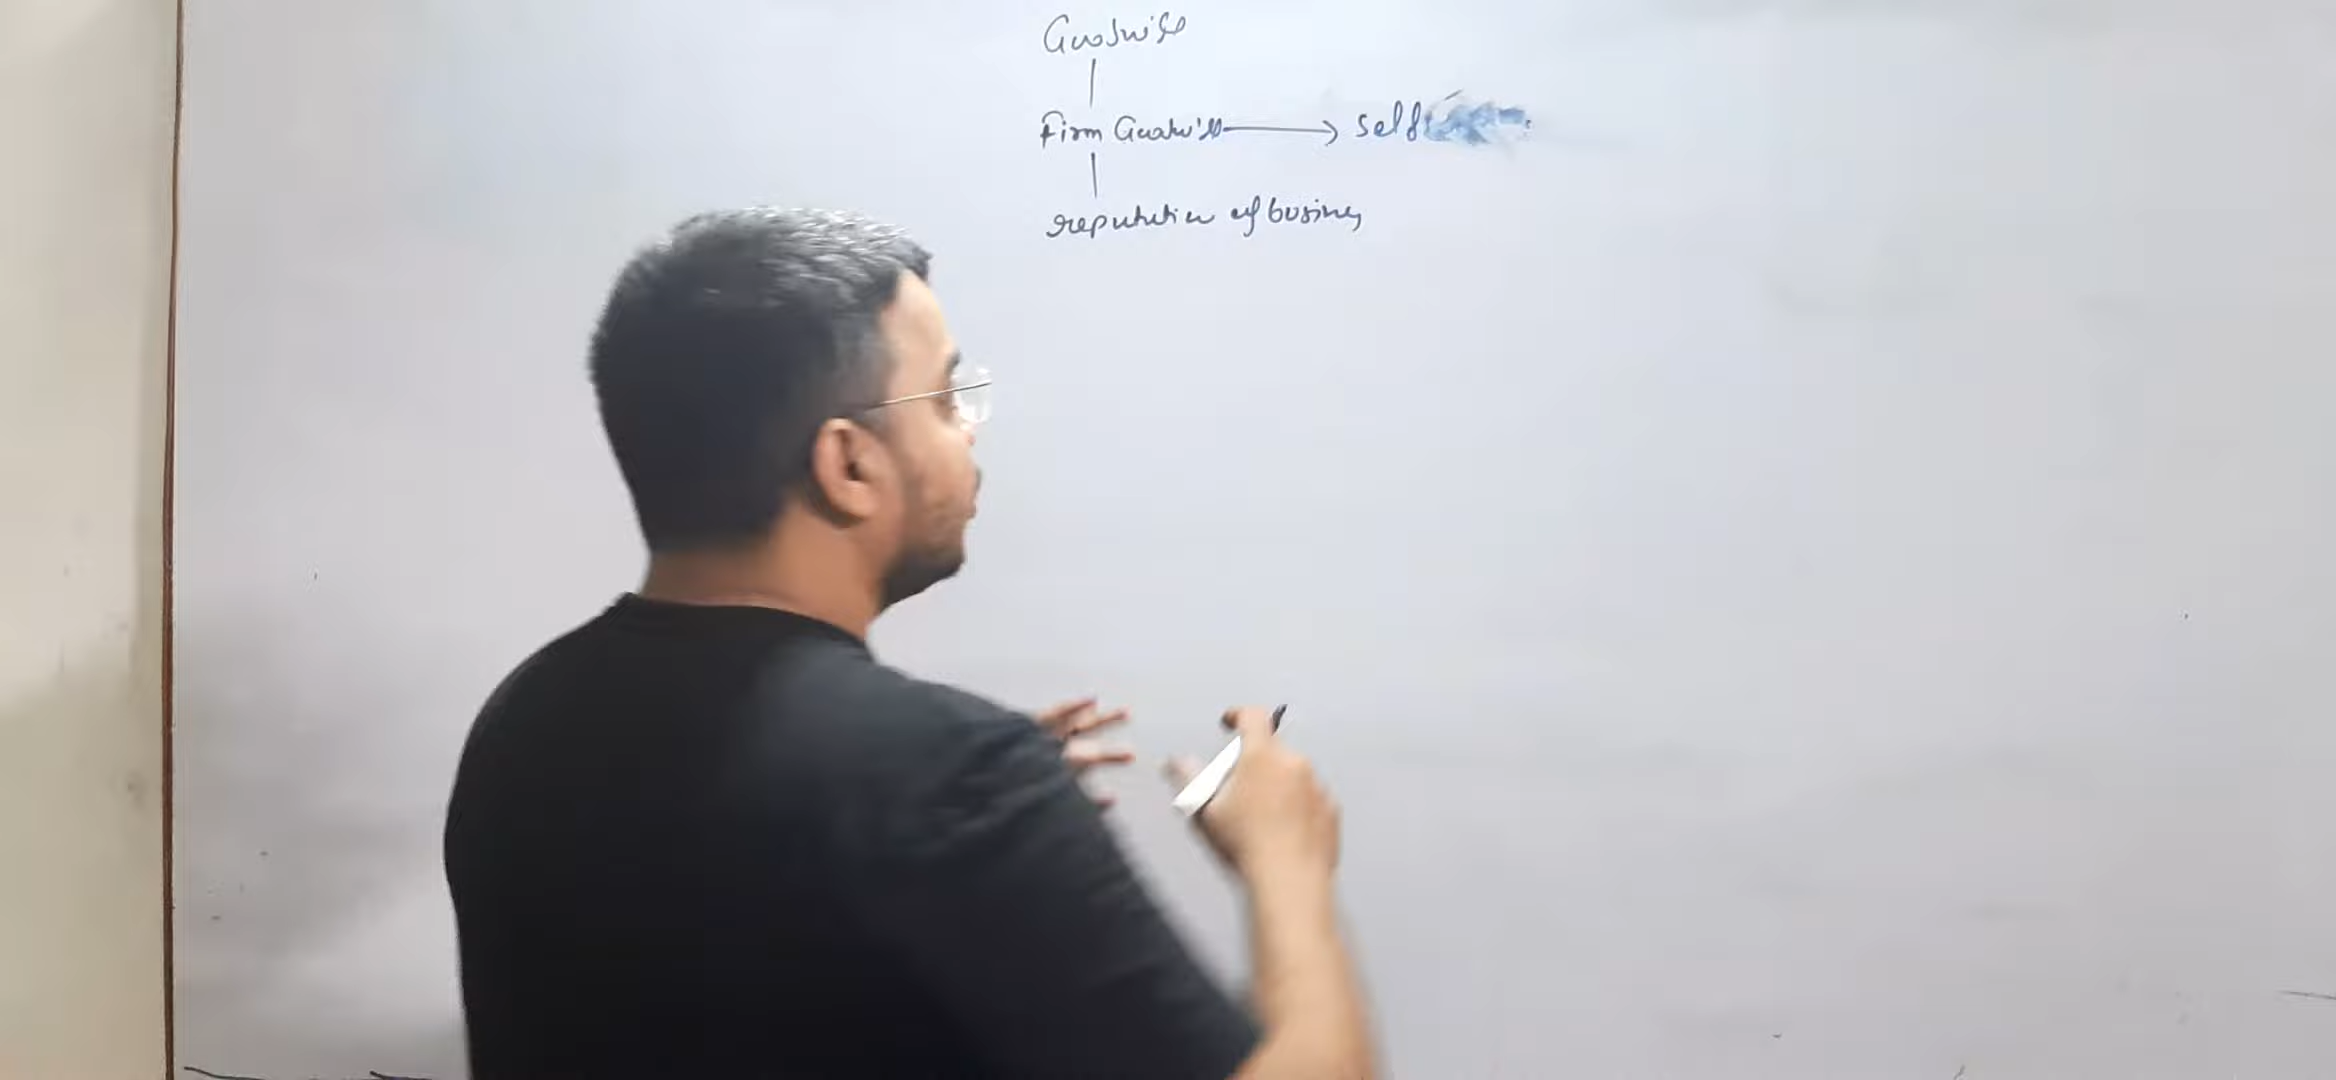 Goodwill
Firm Goodwill → self
reputation of business